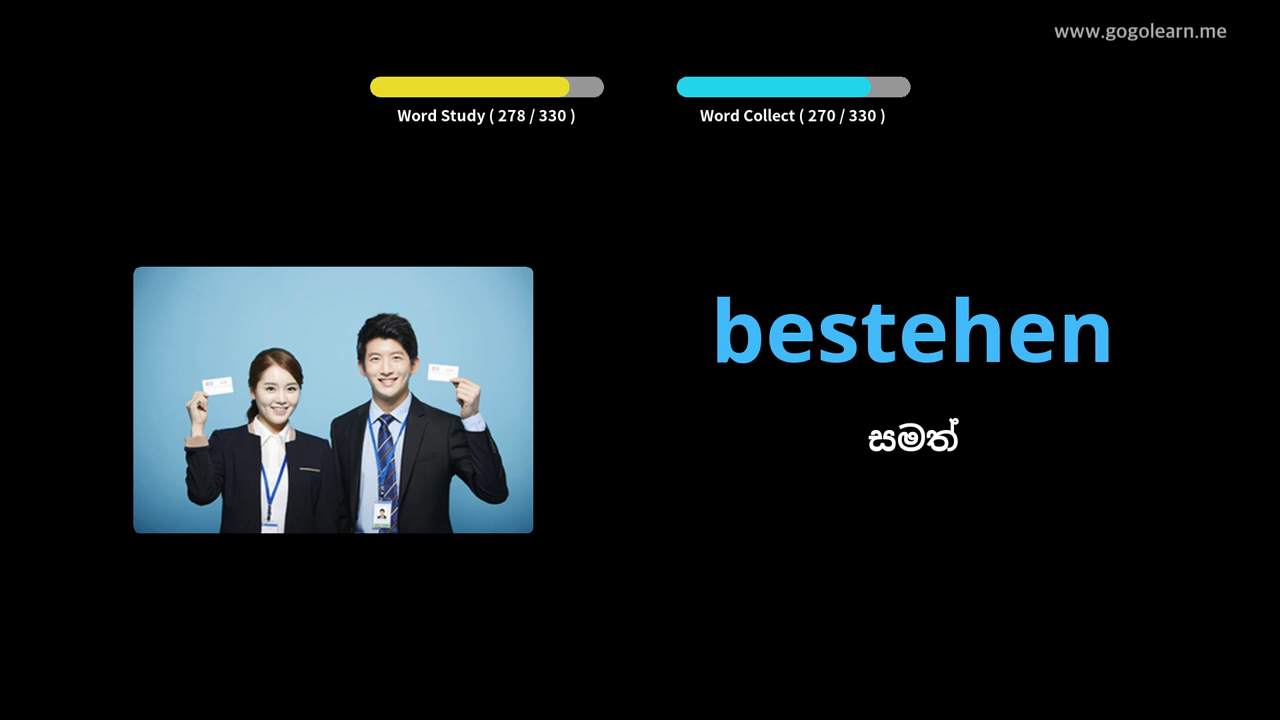 www.gogolearn.me
Word Study ( 278 / 330 )
Word Collect ( 270 / 330 )
bestehen
සමත්